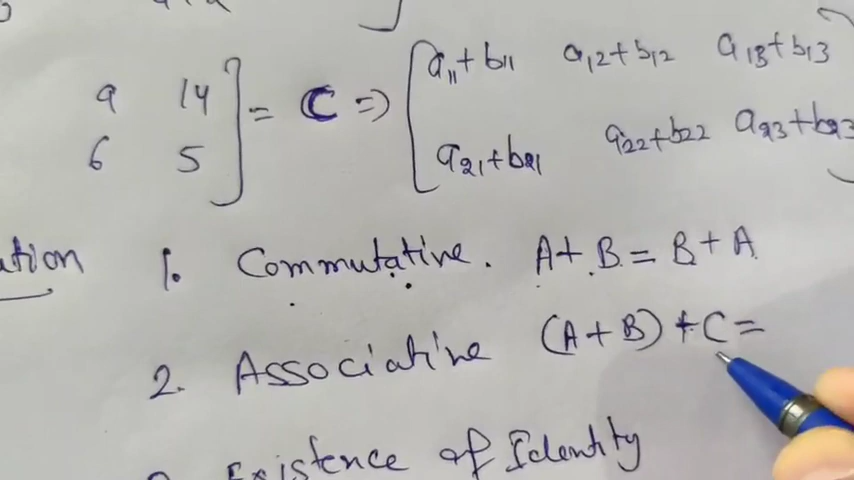 9 14 ] = C => [ a11+b11 a12+b12 a13+b13
6 5 ] a21+b21 a22+b22 a23+b23
1. Commutative. A+B=B+A
2. Associative (A+B)+C=
Existence of Identity